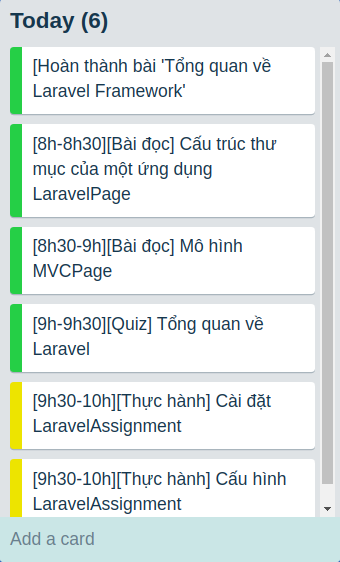 Today (6)
[Hoàn thành bài 'Tổng quan về
Laravel Framework'
[8h-8h30][Bài đọc] Cấu trúc thư
mục của một ứng dụng
LaravelPage
[8h30-9h][Bài đọc] Mô hình
MVCPage
[9h-9h30][Quiz] Tổng quan về
Laravel
[9h30-10h][Thực hành] Cài đặt
LaravelAssignment
[9h30-10h][Thực hành] Cấu hình
LaravelAssignment
Add a card